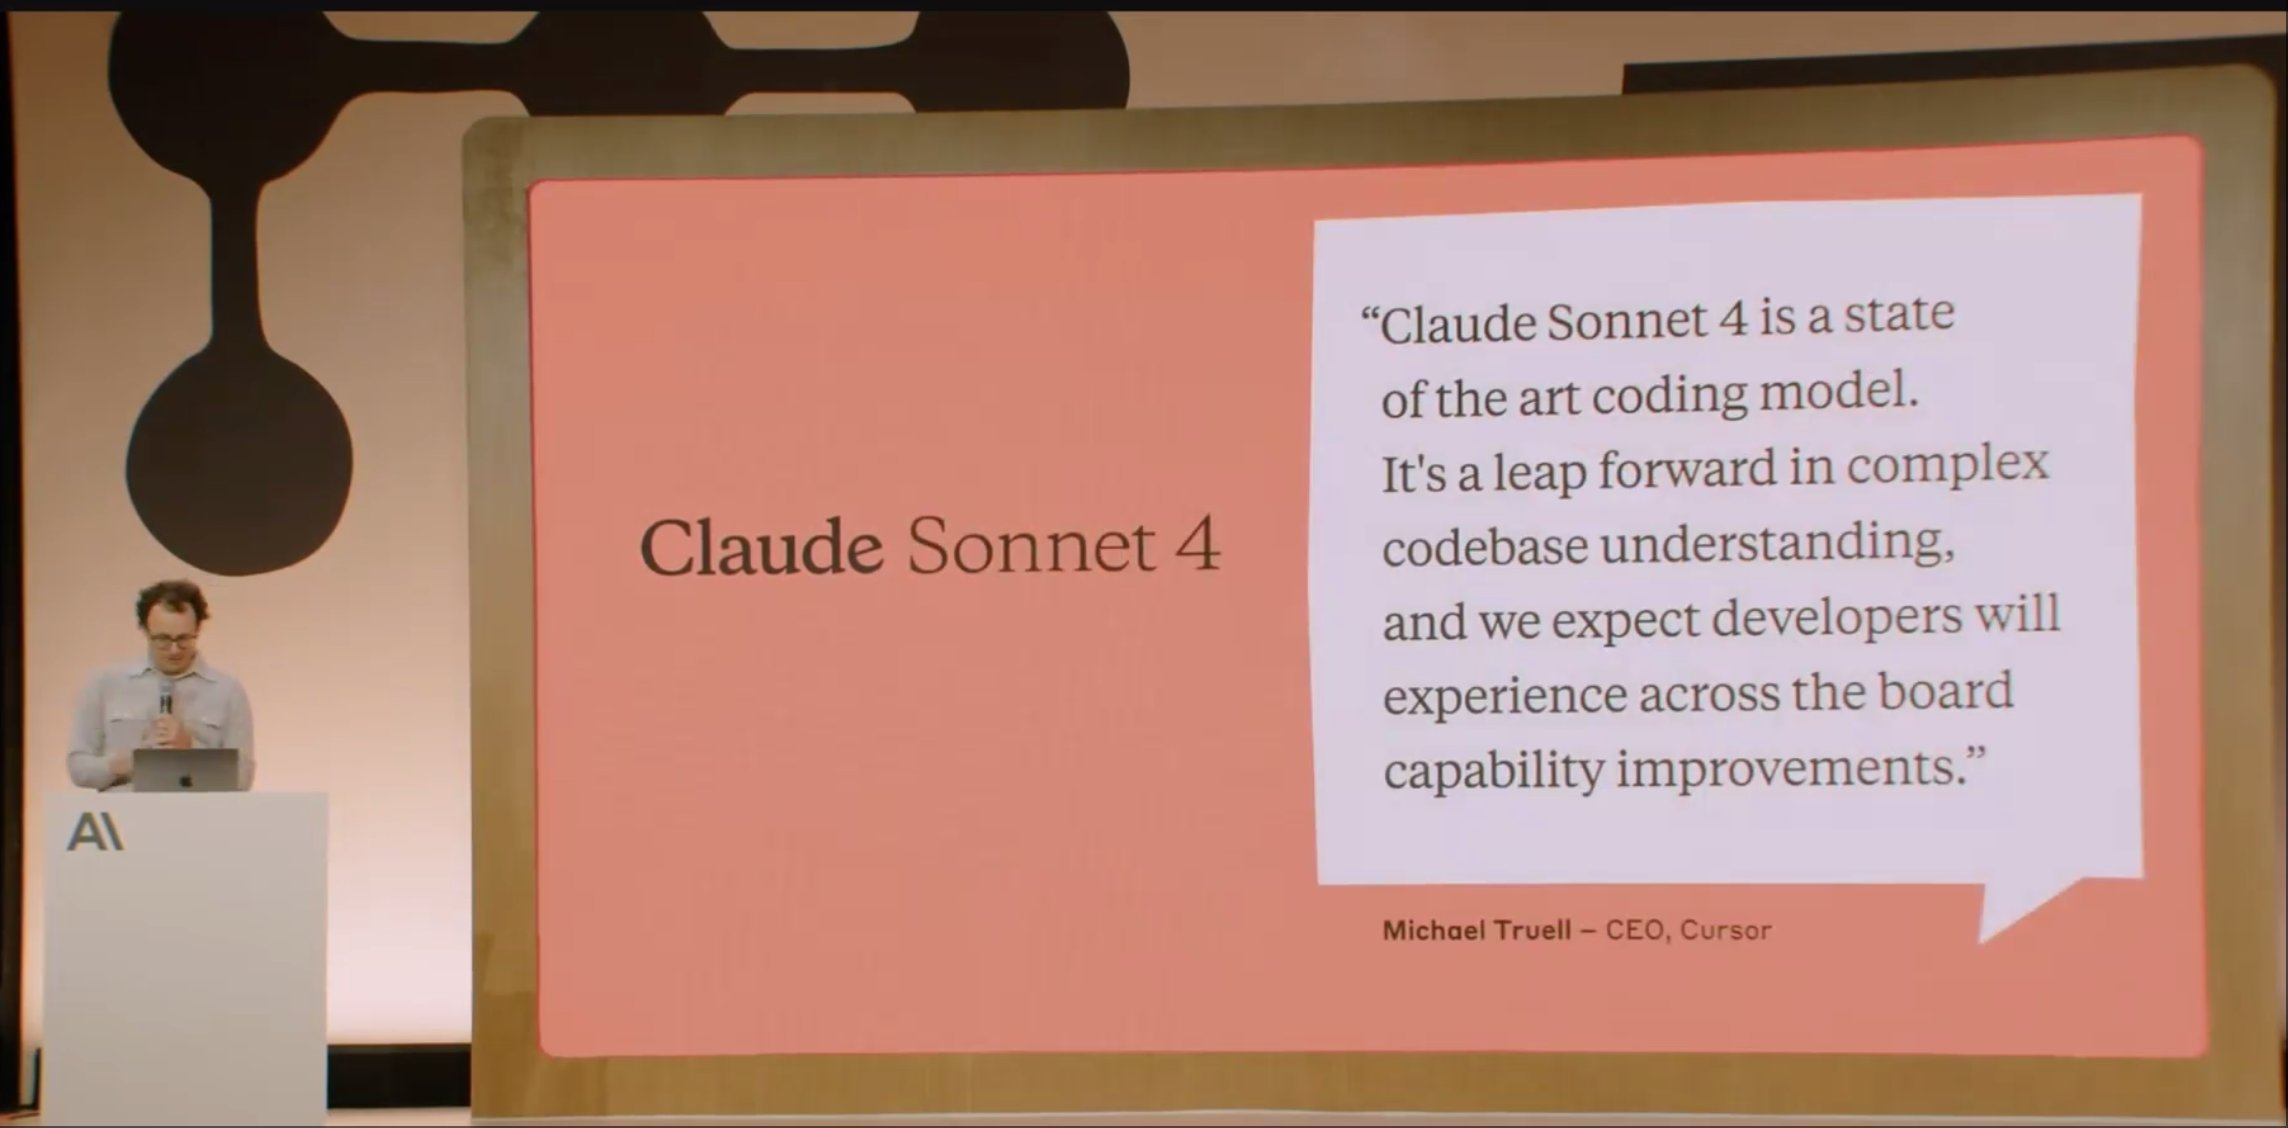 Claude Sonnet 4
“Claude Sonnet 4 is a state
of the art coding model.
It's a leap forward in complex
codebase understanding,
and we expect developers will
experience across the board
capability improvements.”
Michael Truell – CEO, Cursor
A\